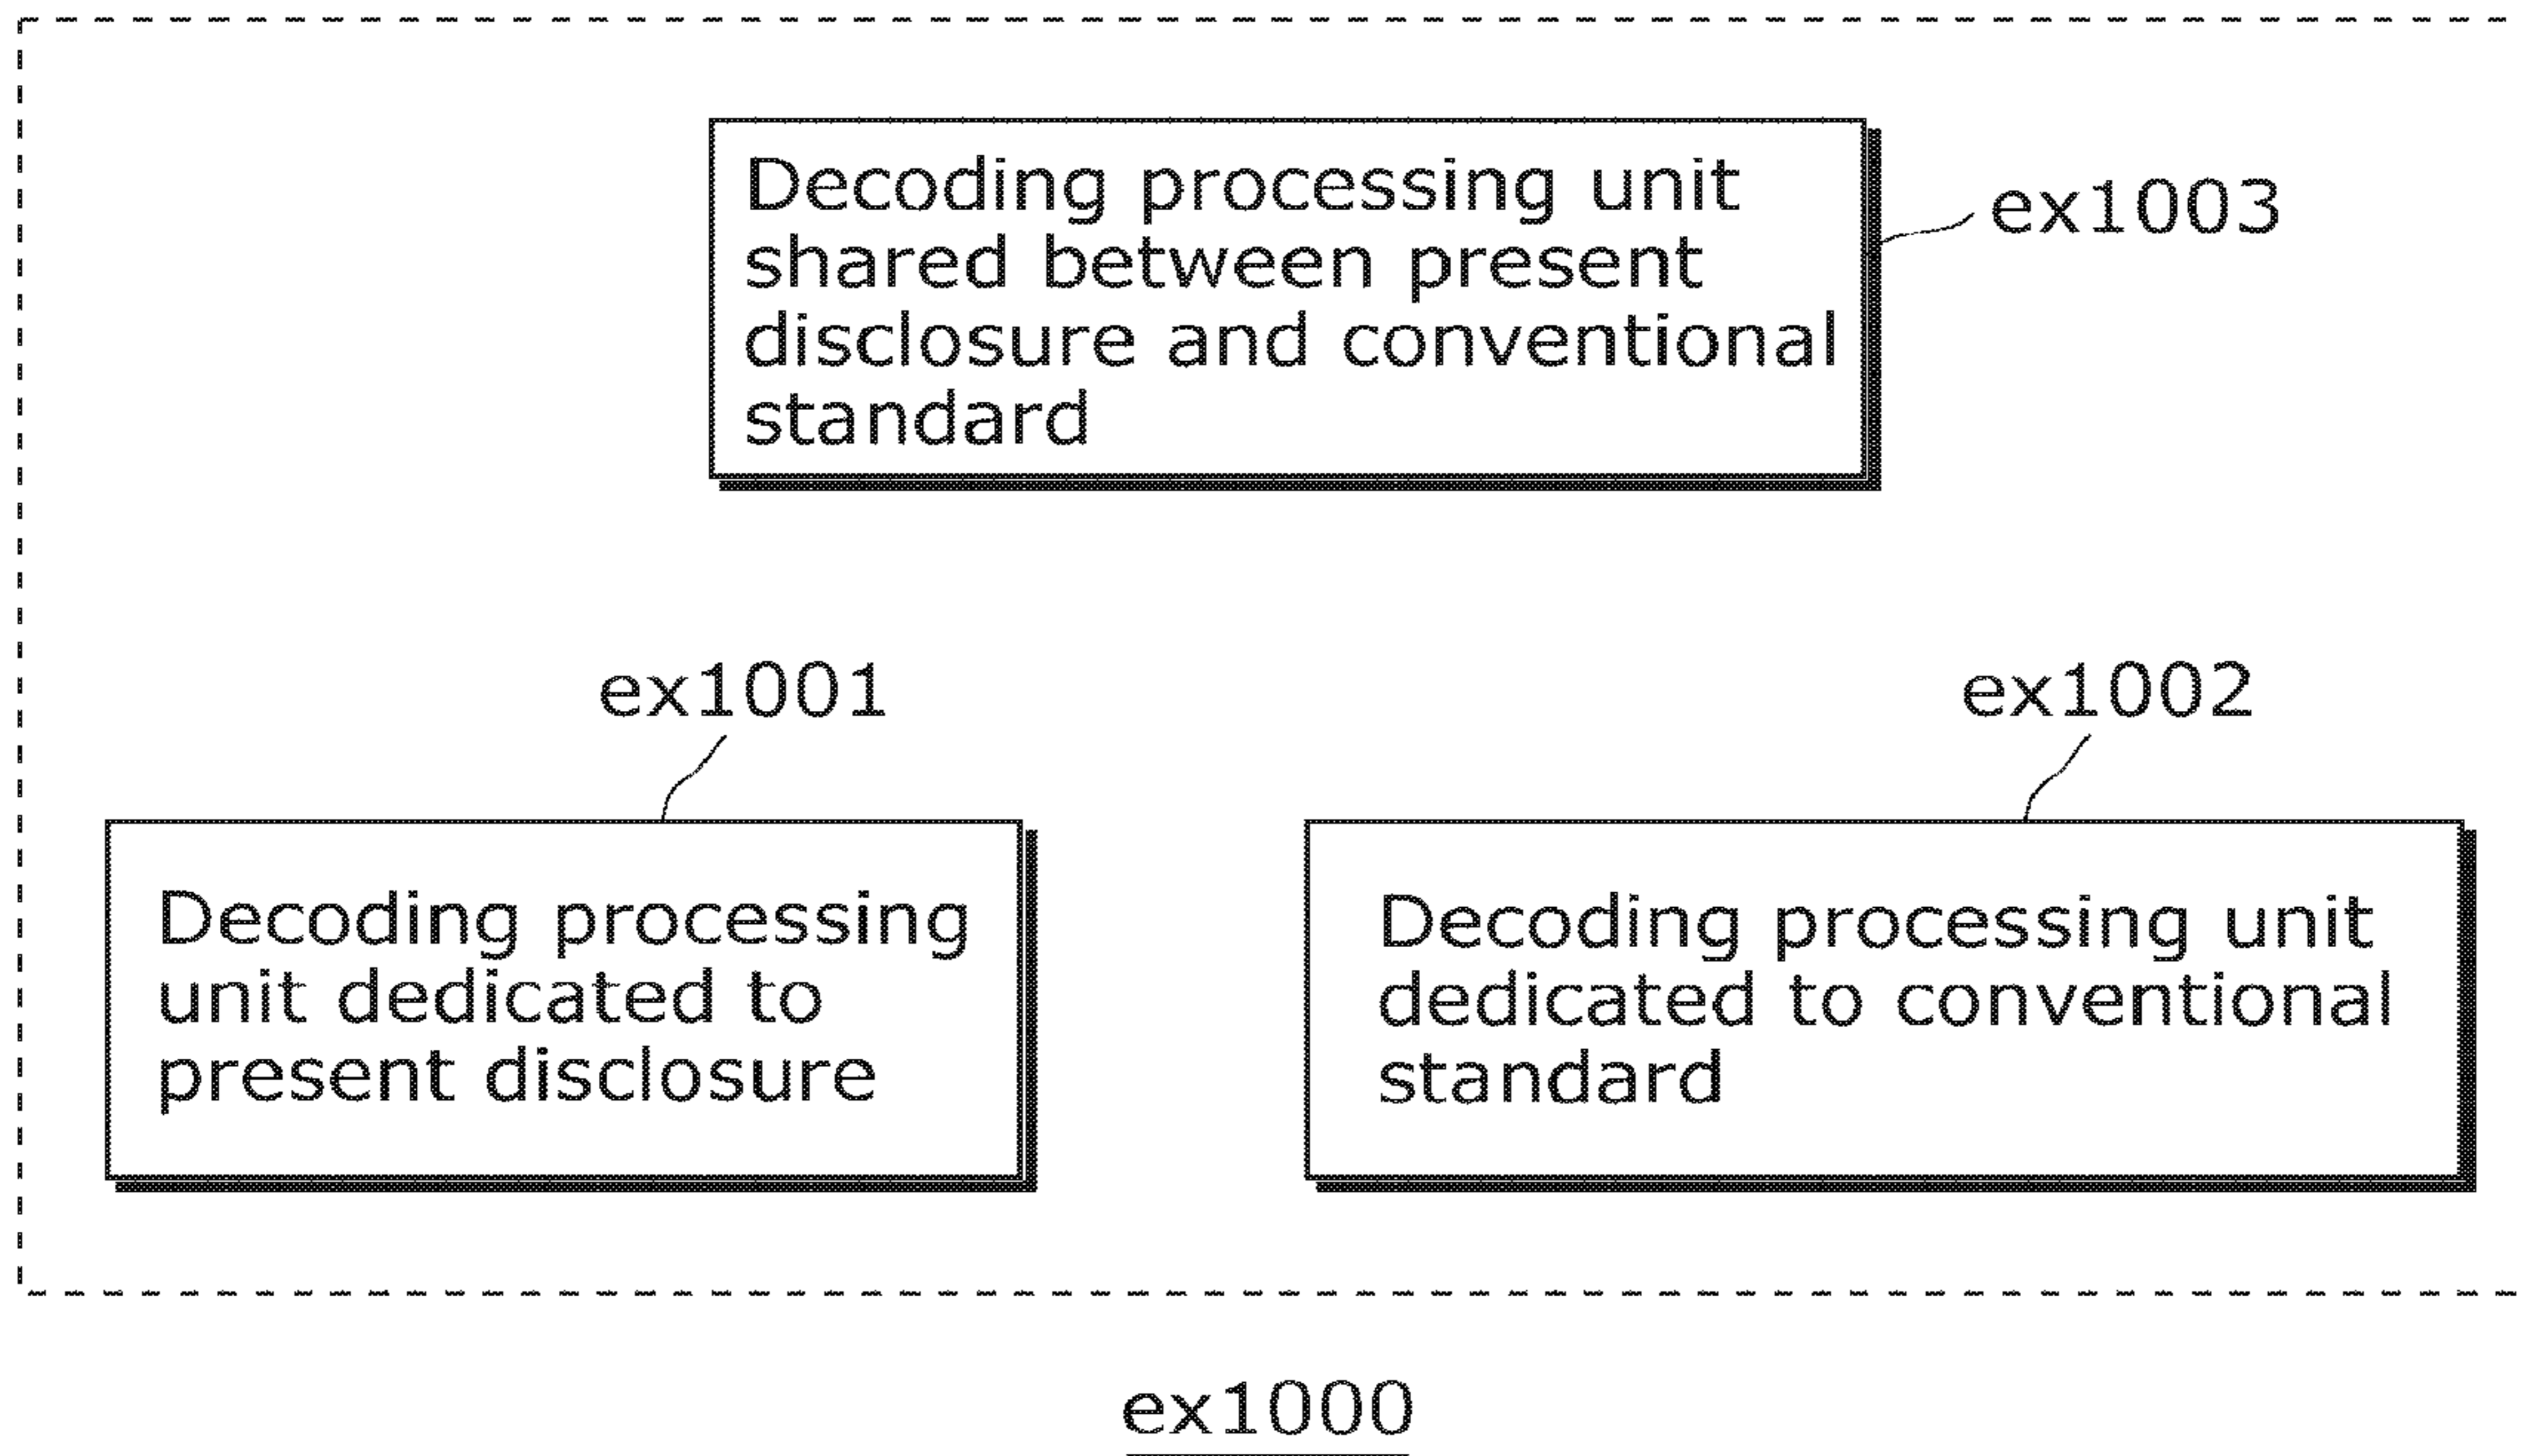 Decoding processing unit
shared between present
disclosure and conventional
standard
ex1003
ex1001
ex1002
Decoding processing
unit dedicated to
present disclosure
Decoding processing unit
dedicated to conventional
standard
ex1000